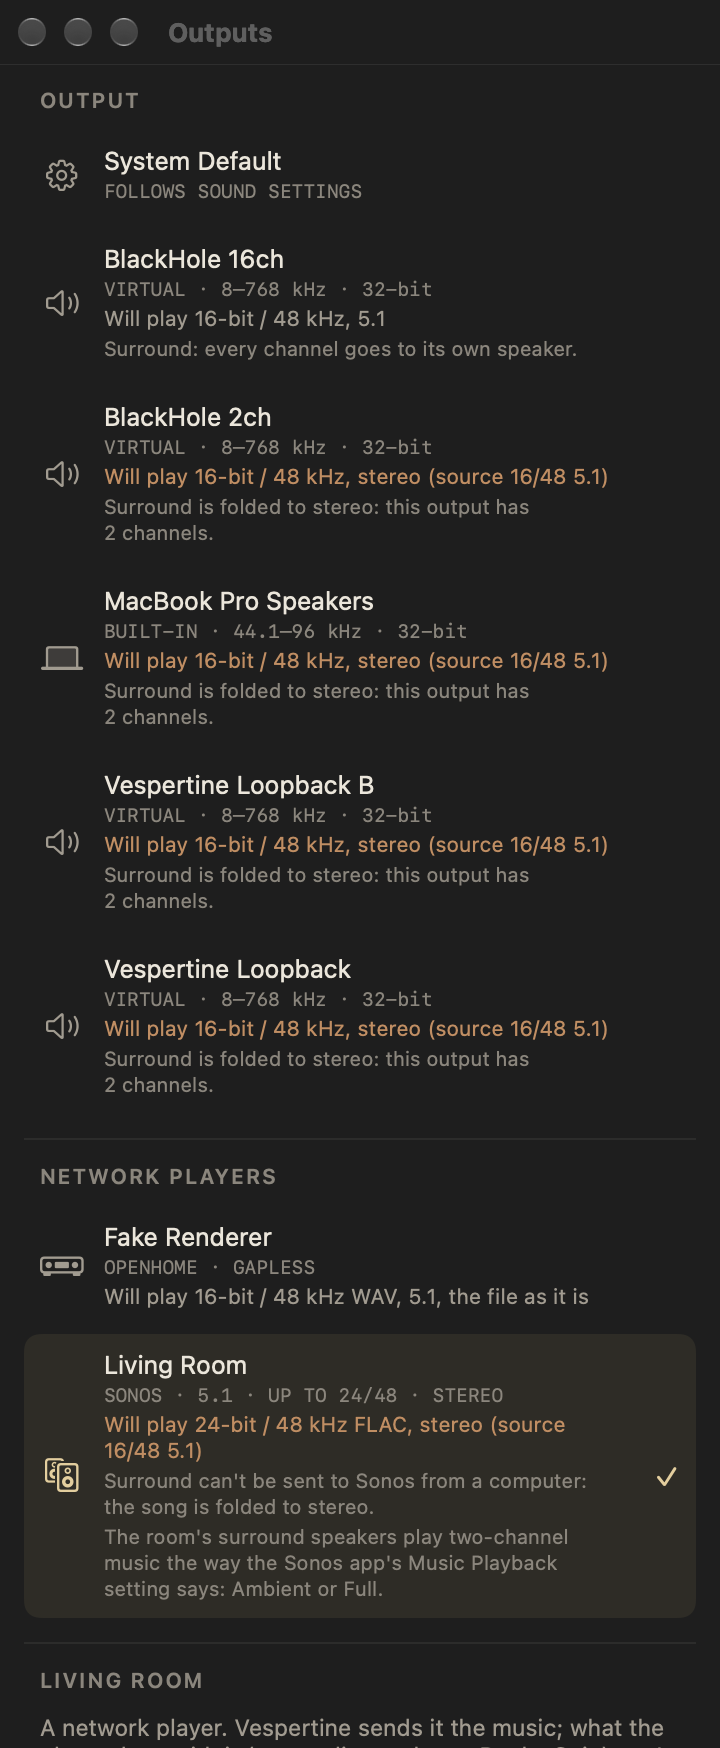 Outputs
OUTPUT
System Default
FOLLOWS SOUND SETTINGS
BlackHole 16ch
VIRTUAL · 8–768 kHz · 32-bit
Will play 16-bit / 48 kHz, 5.1
Surround: every channel goes to its own speaker.
BlackHole 2ch
VIRTUAL · 8–768 kHz · 32-bit
Will play 16-bit / 48 kHz, stereo (source 16/48 5.1)
Surround is folded to stereo: this output has
2 channels.
MacBook Pro Speakers
BUILT-IN · 44.1–96 kHz · 32-bit
Will play 16-bit / 48 kHz, stereo (source 16/48 5.1)
Surround is folded to stereo: this output has
2 channels.
Vespertine Loopback B
VIRTUAL · 8–768 kHz · 32-bit
Will play 16-bit / 48 kHz, stereo (source 16/48 5.1)
Surround is folded to stereo: this output has
2 channels.
Vespertine Loopback
VIRTUAL · 8–768 kHz · 32-bit
Will play 16-bit / 48 kHz, stereo (source 16/48 5.1)
Surround is folded to stereo: this output has
2 channels.
NETWORK PLAYERS
Fake Renderer
OPENHOME · GAPLESS
Will play 16-bit / 48 kHz WAV, 5.1, the file as it is
Living Room
SONOS · 5.1 · UP TO 24/48 · STEREO
Will play 24-bit / 48 kHz FLAC, stereo (source
16/48 5.1)
Surround can't be sent to Sonos from a computer:
the song is folded to stereo.
The room's surround speakers play two-channel
music the way the Sonos app's Music Playback
setting says: Ambient or Full.
LIVING ROOM
A network player. Vespertine sends it the music; what the